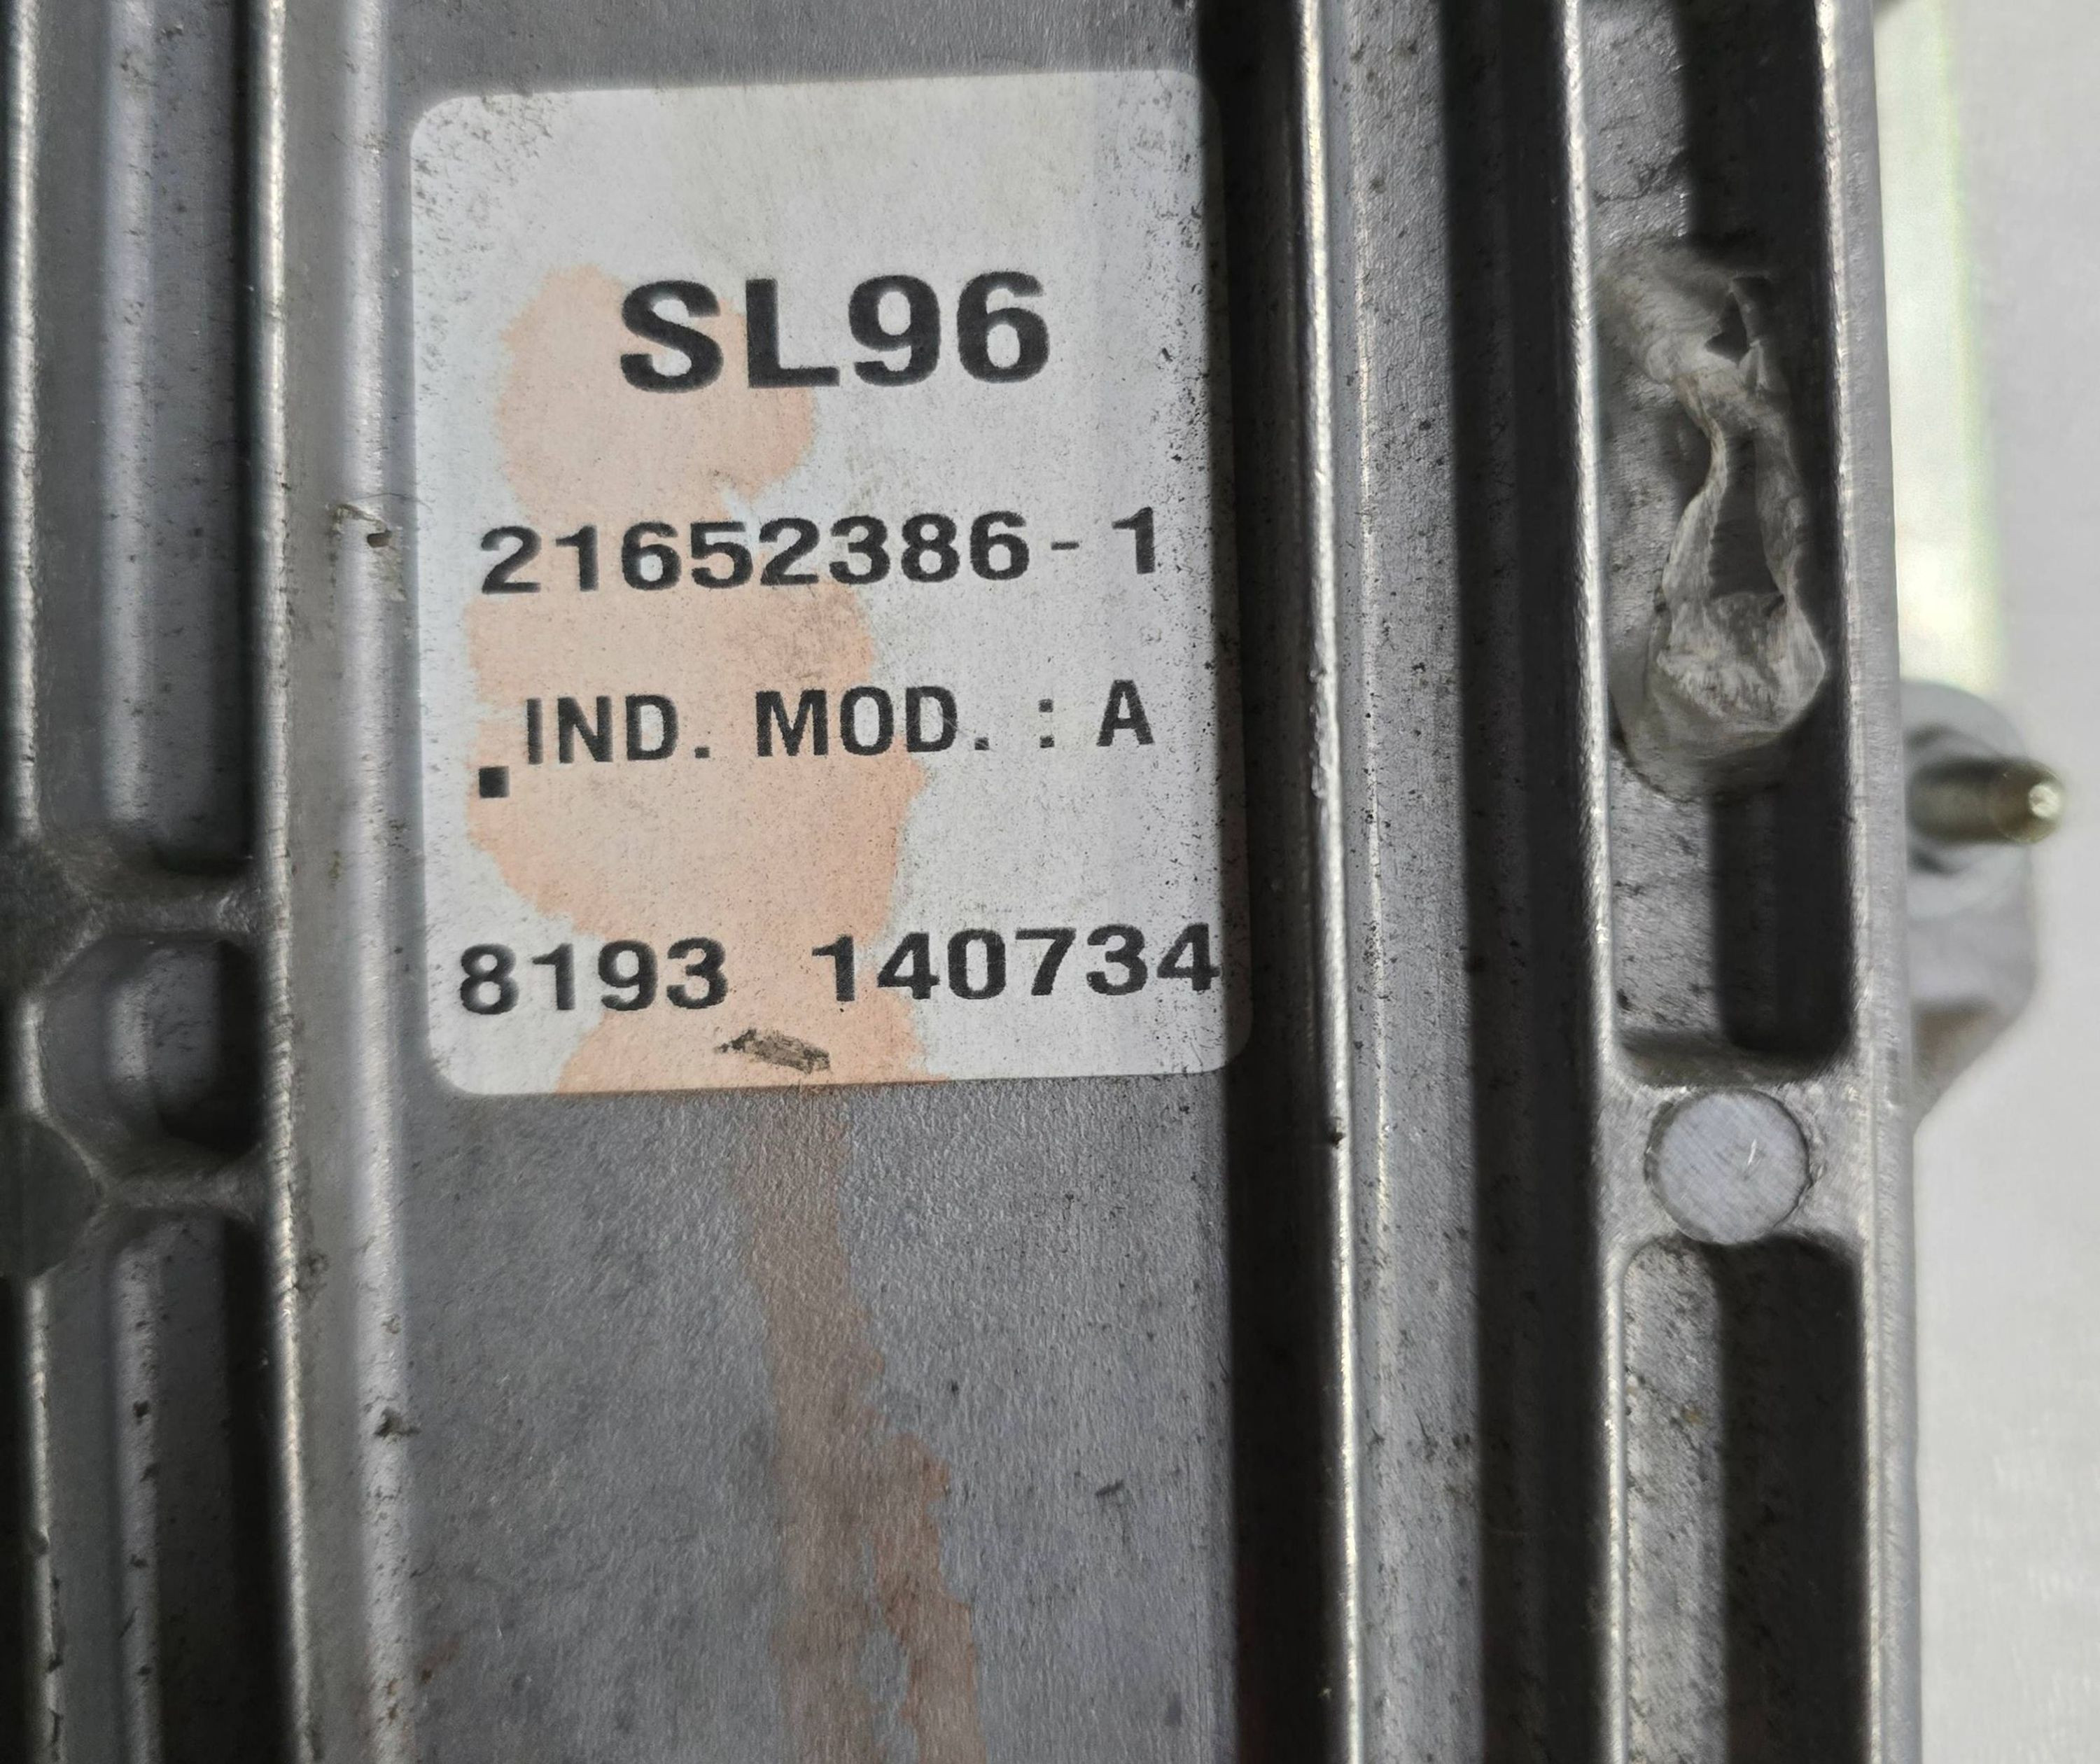 SL96
21652386-1
IND. MOD. : A
8193 140734